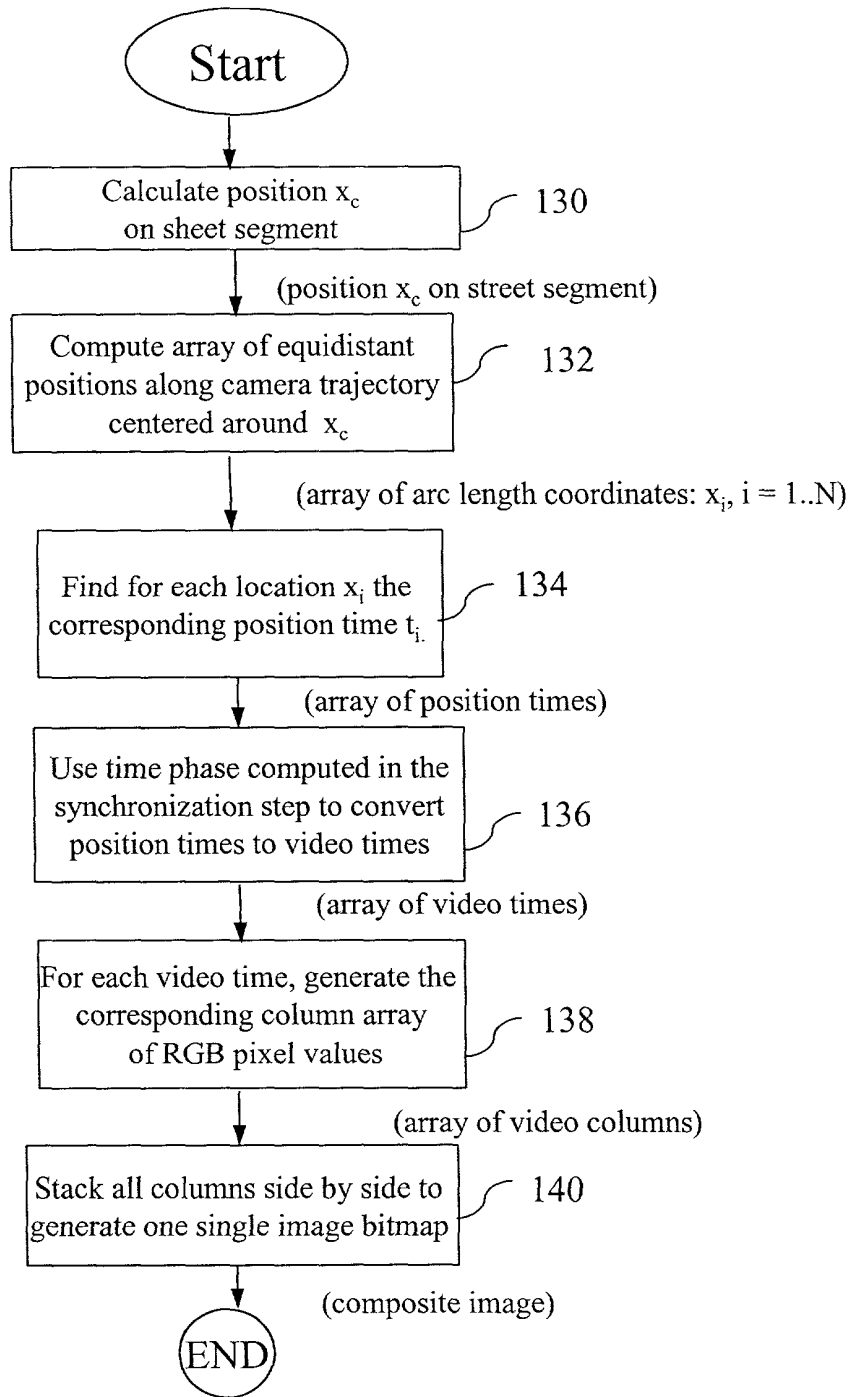 Start
Calculate position x_c
on sheet segment
130
(position x_c on street segment)
Compute array of equidistant
positions along camera trajectory
centered around x_c
132
(array of arc length coordinates: x_i, i = 1..N)
Find for each location x_i the
corresponding position time t_i.
134
(array of position times)
Use time phase computed in the
synchronization step to convert
position times to video times
136
(array of video times)
For each video time, generate the
corresponding column array
of RGB pixel values
138
(array of video columns)
Stack all columns side by side to
generate one single image bitmap
140
(composite image)
END